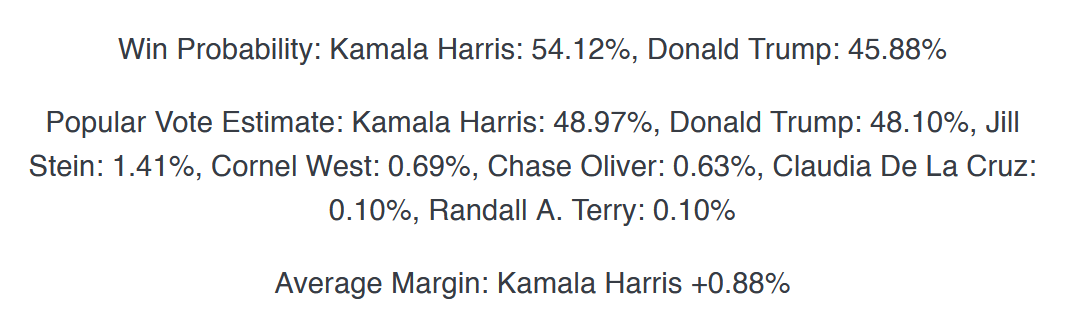 Win Probability: Kamala Harris: 54.12%, Donald Trump: 45.88%
Popular Vote Estimate: Kamala Harris: 48.97%, Donald Trump: 48.10%, Jill
Stein: 1.41%, Cornel West: 0.69%, Chase Oliver: 0.63%, Claudia De La Cruz:
0.10%, Randall A. Terry: 0.10%
Average Margin: Kamala Harris +0.88%